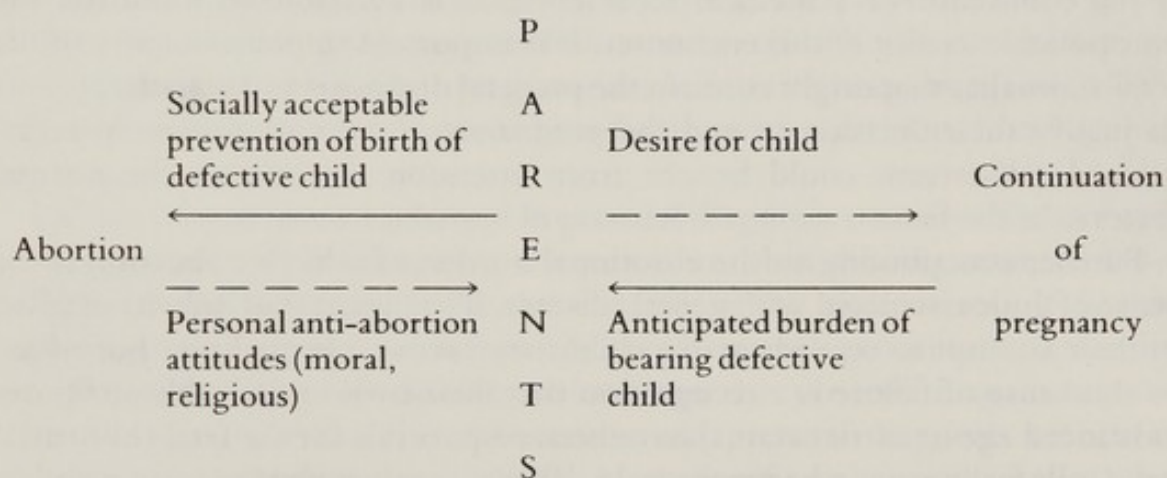 P
A
R
E
N
T
S
Socially acceptable
prevention of birth of
defective child
Desire for child
Continuation
of
pregnancy
Abortion
Personal anti-abortion
attitudes (moral,
religious)
Anticipated burden of
bearing defective
child